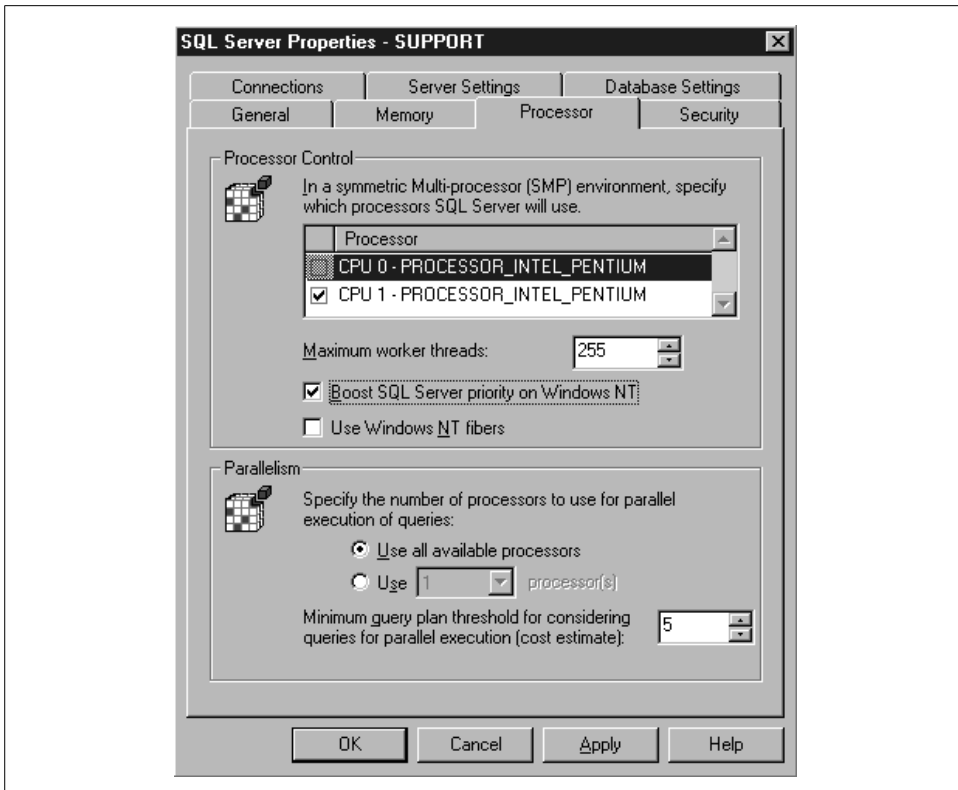 SQL Server Properties - SUPPORT
Connections
Server Settings
Database Settings
General
Memory
Processor
Security
Processor Control
In a symmetric Multi-processor (SMP) environment, specify
which processors SQL Server will use.
Processor
CPU 0 - PROCESSOR_INTEL_PENTIUM
CPU 1 - PROCESSOR_INTEL_PENTIUM
Maximum worker threads: 255
Boost SQL Server priority on Windows NT
Use Windows NT fibers
Parallelism
Specify the number of processors to use for parallel
execution of queries:
Use all available processors
Use 1 processor(s)
Minimum query plan threshold for considering
queries for parallel execution (cost estimate): 5
OK
Cancel
Apply
Help